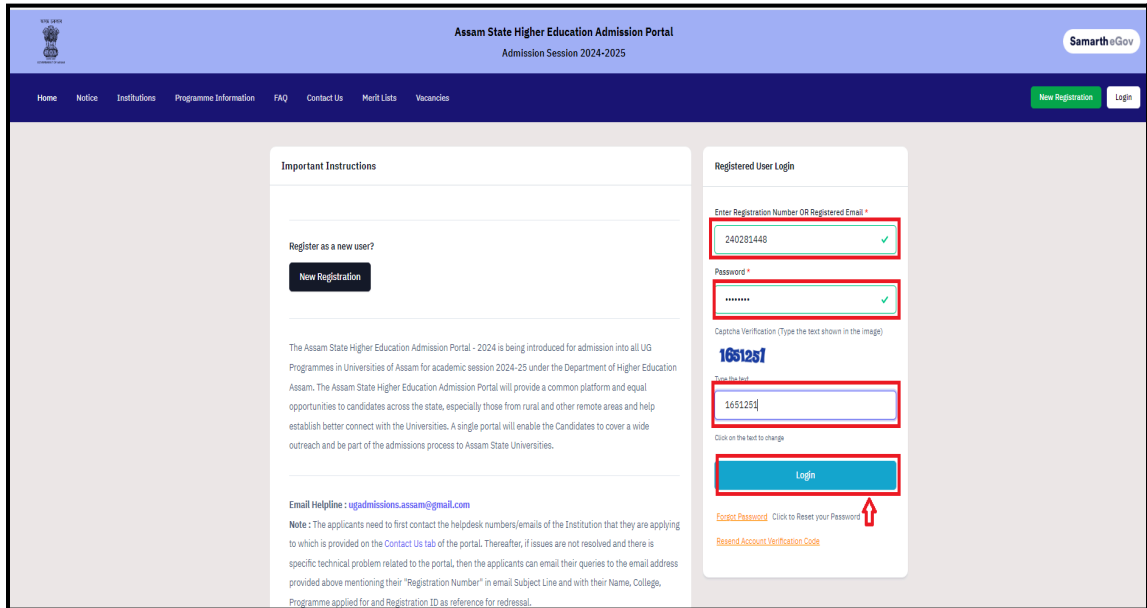 Assam State Higher Education Admission Portal
Admission Session 2024-2025
Samarth eGov
Home Notice Institutions Programme Information FAQ Contact Us Merit Lists Vacancies New Registration Login
Important Instructions
Register as a new user?
New Registration
The Assam State Higher Education Admission Portal - 2024 is being introduced for admission into all UG
Programmes in Universities of Assam for academic session 2024-25 under the Department of Higher Education
Assam. The Assam State Higher Education Admission Portal will provide a common platform and equal
opportunities to candidates across the state, especially those from rural and other remote areas and help
establish better connect with the Universities. A single portal will enable the Candidates to cover a wide
outreach and be part of the admissions process to Assam State Universities.
Email Helpline : ugadmissions.assam@gmail.com
Note : The applicants need to first contact the helpdesk numbers/emails of the Institution that they are applying
to which is provided on the Contact Us tab of the portal. Thereafter, if issues are not resolved and there is
specific technical problem related to the portal, then the applicants can email their queries to the email address
provided above mentioning their "Registration Number" in email Subject Line and with their Name, College,
Programme applied for and Registration ID as reference for redressal.
Registered User Login
Enter Registration Number OR Registered Email *
240281448
Password *
••••••••
Captcha Verification (Type the text shown in the image)
1651251
Type the text
1651251
Click on the text to change
Login
Forgot Password Click to Reset your Password
Resend Account Verification Code